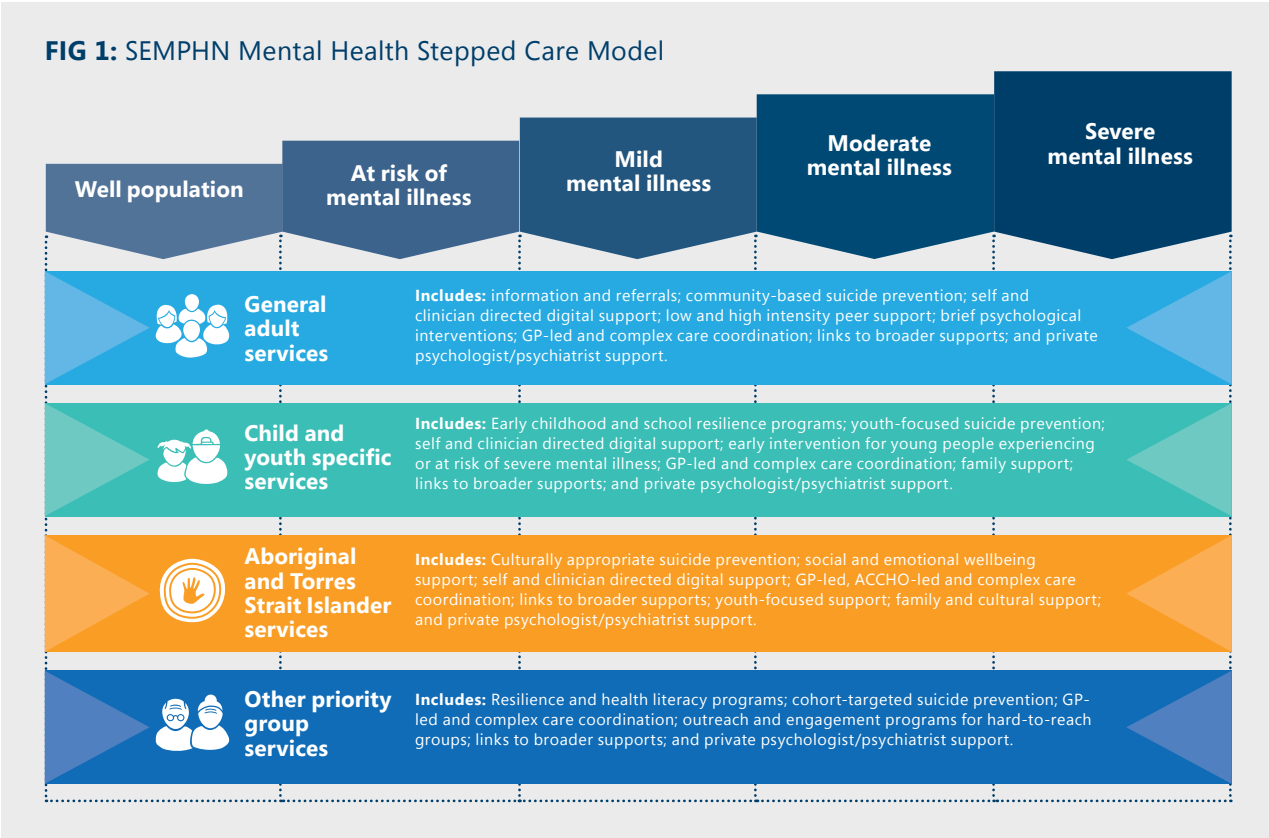 FIG 1: SEMPHN Mental Health Stepped Care Model
Well population
At risk of
mental illness
Mild
mental illness
Moderate
mental illness
Severe
mental illness
General
adult
services
Includes: information and referrals; community-based suicide prevention; self and
clinician directed digital support; low and high intensity peer support; brief psychological
interventions; GP-led and complex care coordination; links to broader supports; and private
psychologist/psychiatrist support.
Child and
youth specific
services
Includes: Early childhood and school resilience programs; youth-focused suicide prevention;
self and clinician directed digital support; early intervention for young people experiencing
or at risk of severe mental illness; GP-led and complex care coordination; family support;
links to broader supports; and private psychologist/psychiatrist support.
Aboriginal
and Torres
Strait Islander
services
Includes: Culturally appropriate suicide prevention; social and emotional wellbeing
support; self and clinician directed digital support; GP-led, ACCHO-led and complex care
coordination; links to broader supports; youth-focused support; family and cultural support;
and private psychologist/psychiatrist support.
Other priority
group
services
Includes: Resilience and health literacy programs; cohort-targeted suicide prevention; GP-
led and complex care coordination; outreach and engagement programs for hard-to-reach
groups; links to broader supports; and private psychologist/psychiatrist support.